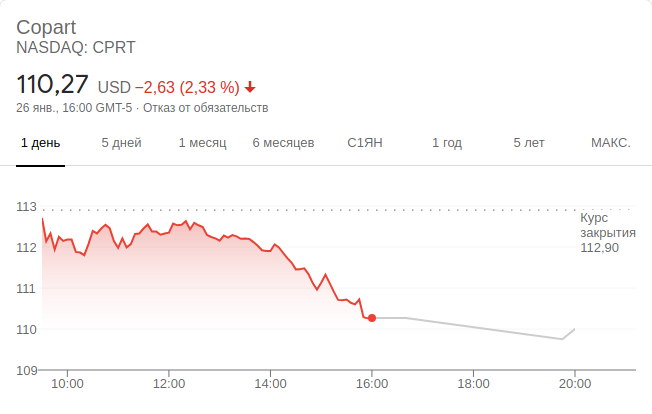 Copart
NASDAQ: CPRT
110,27 USD −2,63 (2,33 %)
26 янв., 16:00 GMT-5 · Отказ от обязательств
1 день 5 дней 1 месяц 6 месяцев С1ЯН 1 год 5 лет МАКС.
113
Курс
закрытия
112,90
112
111
110
109
10:00 12:00 14:00 16:00 18:00 20:00